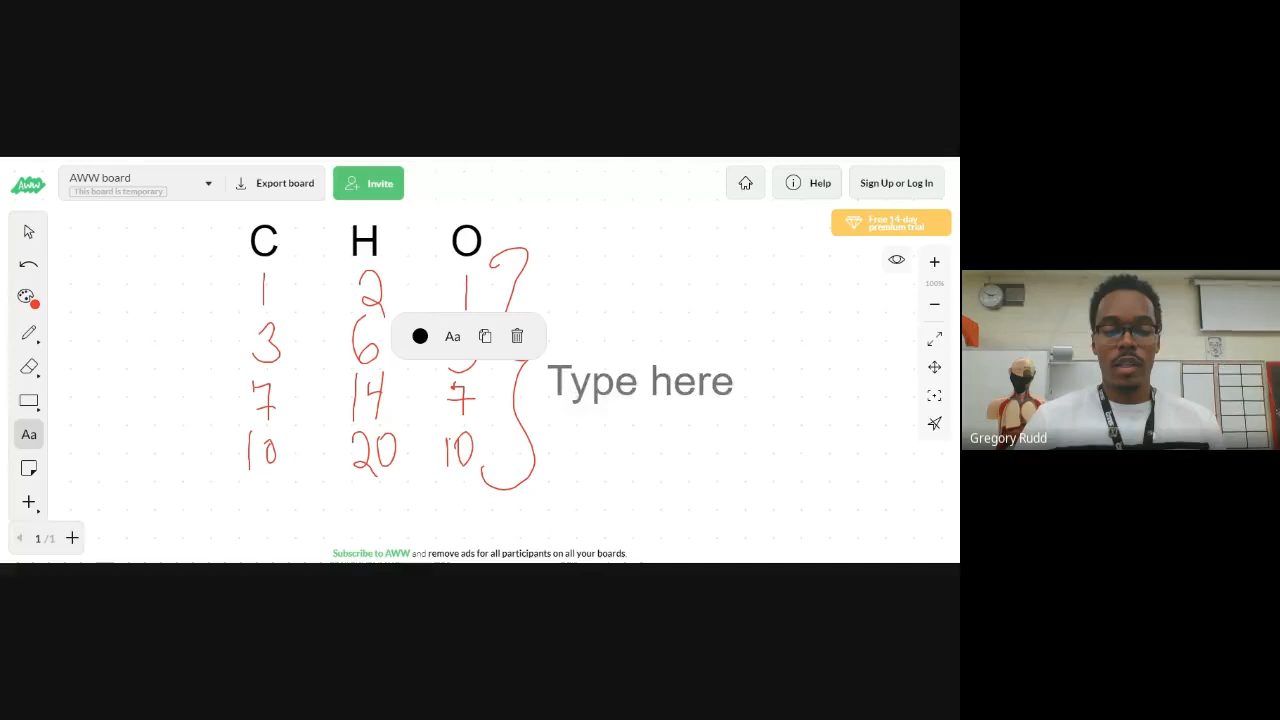 AWW
AWW board
This board is temporary
Export board
Invite
Help
Sign Up or Log In
Free 14-day
premium trial
C H O
1 2 1
3 6
7 14 7
10 20 10
Aa
Type here
100%
Aa
1 /1
Gregory Rudd
Subscribe to AWW and remove ads for all participants on all your boards.